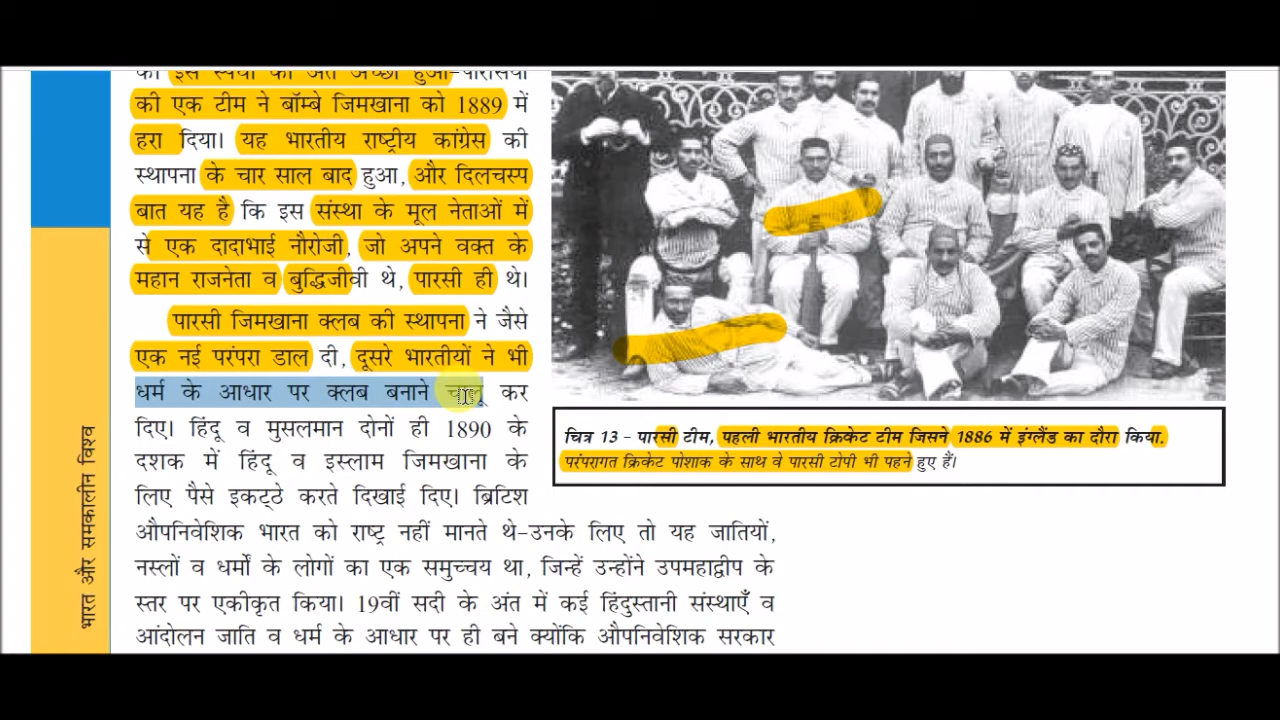 की एक टीम ने बॉम्बे जिमखाना को 1889 में
हरा दिया। यह भारतीय राष्ट्रीय कांग्रेस की
स्थापना के चार साल बाद हुआ, और दिलचस्प
बात यह है कि इस संस्था के मूल नेताओं में
से एक दादाभाई नौरोजी, जो अपने वक्त के
महान राजनेता व बुद्धिजीवी थे, पारसी ही थे।
पारसी जिमखाना क्लब की स्थापना ने जैसे
एक नई परंपरा डाल दी, दूसरे भारतीयों ने भी
धर्म के आधार पर क्लब बनाने चालू कर
दिए। हिंदू व मुसलमान दोनों ही 1890 के
दशक में हिंदू व इस्लाम जिमखाना के
लिए पैसे इकट्ठे करते दिखाई दिए। ब्रिटिश
औपनिवेशिक भारत को राष्ट्र नहीं मानते थे-उनके लिए तो यह जातियों,
नस्लों व धर्मों के लोगों का एक समुच्चय था, जिन्हें उन्होंने उपमहाद्वीप के
स्तर पर एकीकृत किया। 19वीं सदी के अंत में कई हिंदुस्तानी संस्थाएँ व
आंदोलन जाति व धर्म के आधार पर ही बने क्योंकि औपनिवेशिक सरकार
चित्र 13 - पारसी टीम, पहली भारतीय क्रिकेट टीम जिसने 1886 में इंग्लैंड का दौरा किया.
परंपरागत क्रिकेट पोशाक के साथ वे पारसी टोपी भी पहने हुए हैं।
भारत और समकालीन विश्व